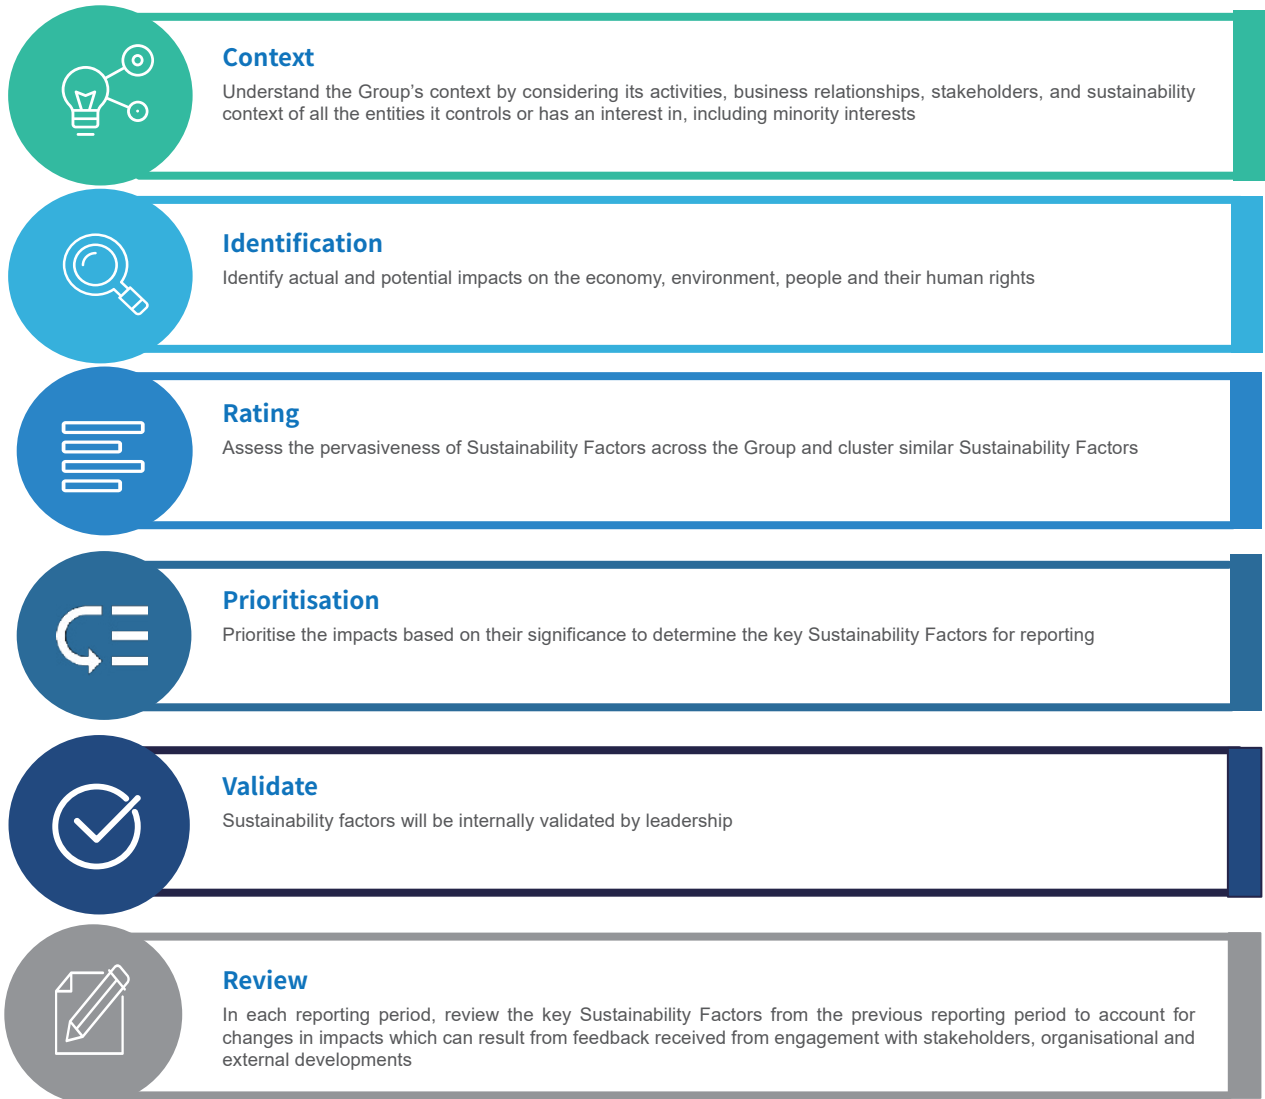 Context
Understand the Group's context by considering its activities, business relationships, stakeholders, and sustainability
context of all the entities it controls or has an interest in, including minority interests
Identification
Identify actual and potential impacts on the economy, environment, people and their human rights
Rating
Assess the pervasiveness of Sustainability Factors across the Group and cluster similar Sustainability Factors
Prioritisation
Prioritise the impacts based on their significance to determine the key Sustainability Factors for reporting
Validate
Sustainability factors will be internally validated by leadership
Review
In each reporting period, review the key Sustainability Factors from the previous reporting period to account for
changes in impacts which can result from feedback received from engagement with stakeholders, organisational and
external developments